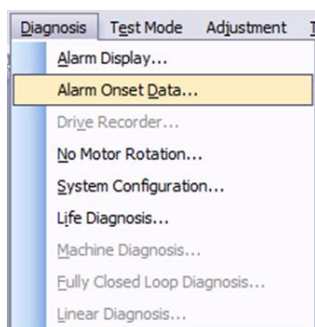 Diagnosis Test Mode Adjustment
Alarm Display...
Alarm Onset Data...
Drive Recorder...
No Motor Rotation...
System Configuration...
Life Diagnosis...
Machine Diagnosis...
Fully Closed Loop Diagnosis...
Linear Diagnosis...